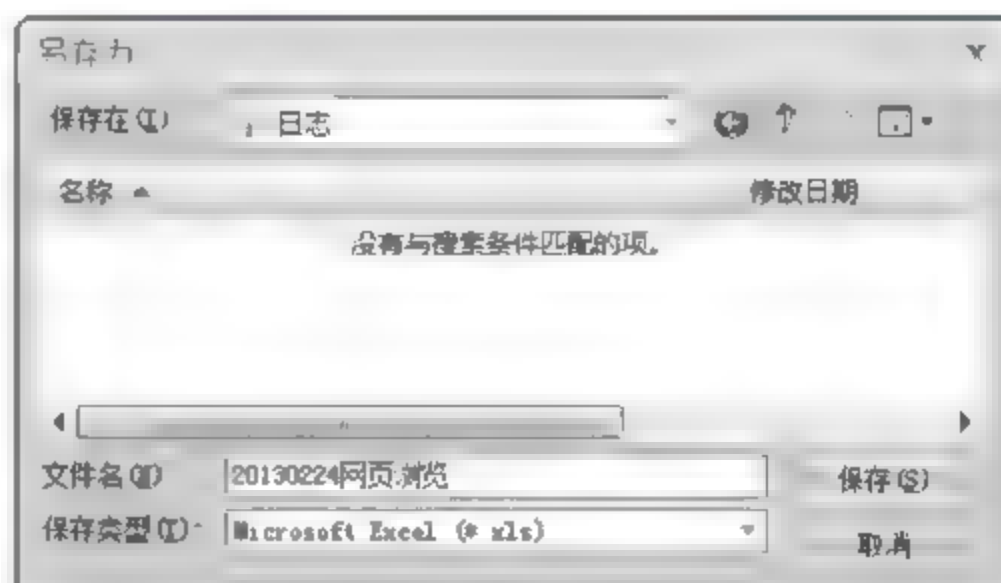 另存为
保存在(I)
日志
名称
修改日期
没有与搜索条件匹配的项。
文件名(N)
20130224网页浏览
保存(S)
保存类型(T)
Microsoft Excel (* xls)
取消